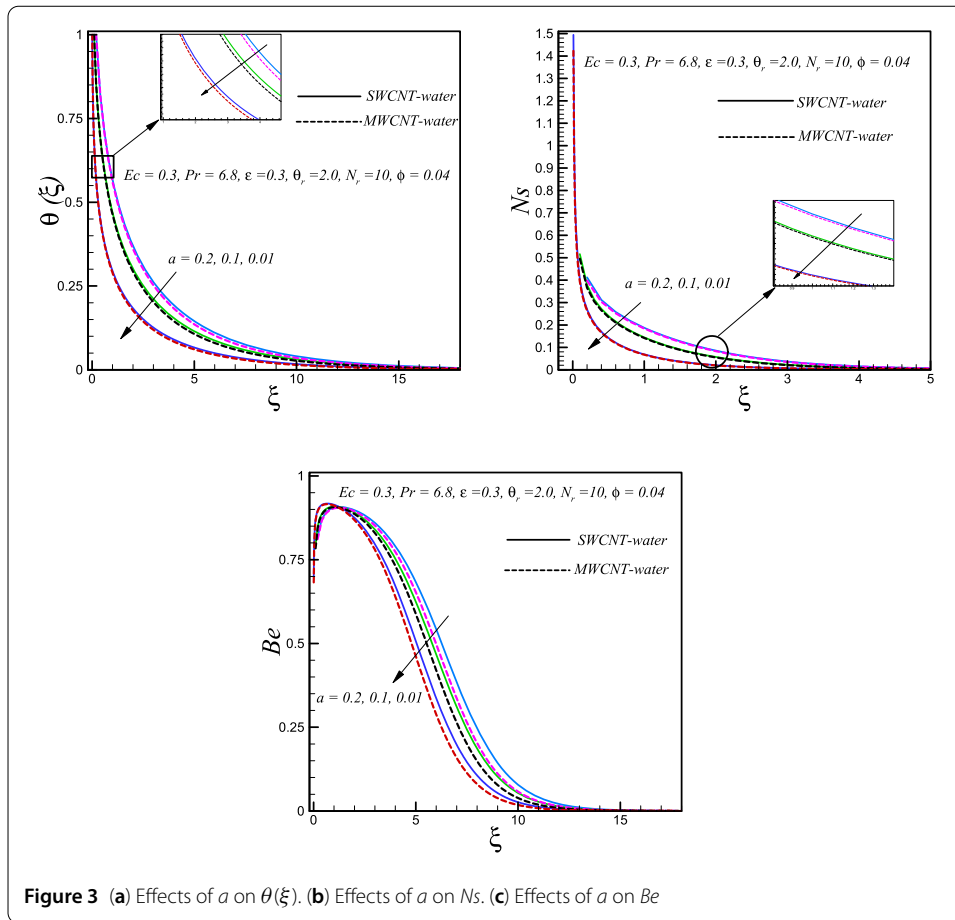 1
0.75
0.5
0.25
0
θ (ξ)
SWCNT-water
MWCNT-water
Ec = 0.3, Pr = 6.8, ε =0.3, θr =2.0, Nr =10, ϕ = 0.04
a = 0.2, 0.1, 0.01
0 5 10 15
ξ
1.5
1.4
1.3
1.2
1.1
1
0.9
0.8
0.7
0.6
0.5
0.4
0.3
0.2
0.1
0
Ns
Ec = 0.3, Pr = 6.8, ε =0.3, θr =2.0, Nr =10, ϕ = 0.04
SWCNT-water
MWCNT-water
a = 0.2, 0.1, 0.01
0 1 2 3 4 5
ξ
1
0.75
0.5
0.25
0
Be
Ec = 0.3, Pr = 6.8, ε =0.3, θr =2.0, Nr =10, ϕ = 0.04
SWCNT-water
MWCNT-water
a = 0.2, 0.1, 0.01
0 5 10 15
ξ
Figure 3 (a) Effects of a on θ(ξ). (b) Effects of a on Ns. (c) Effects of a on Be